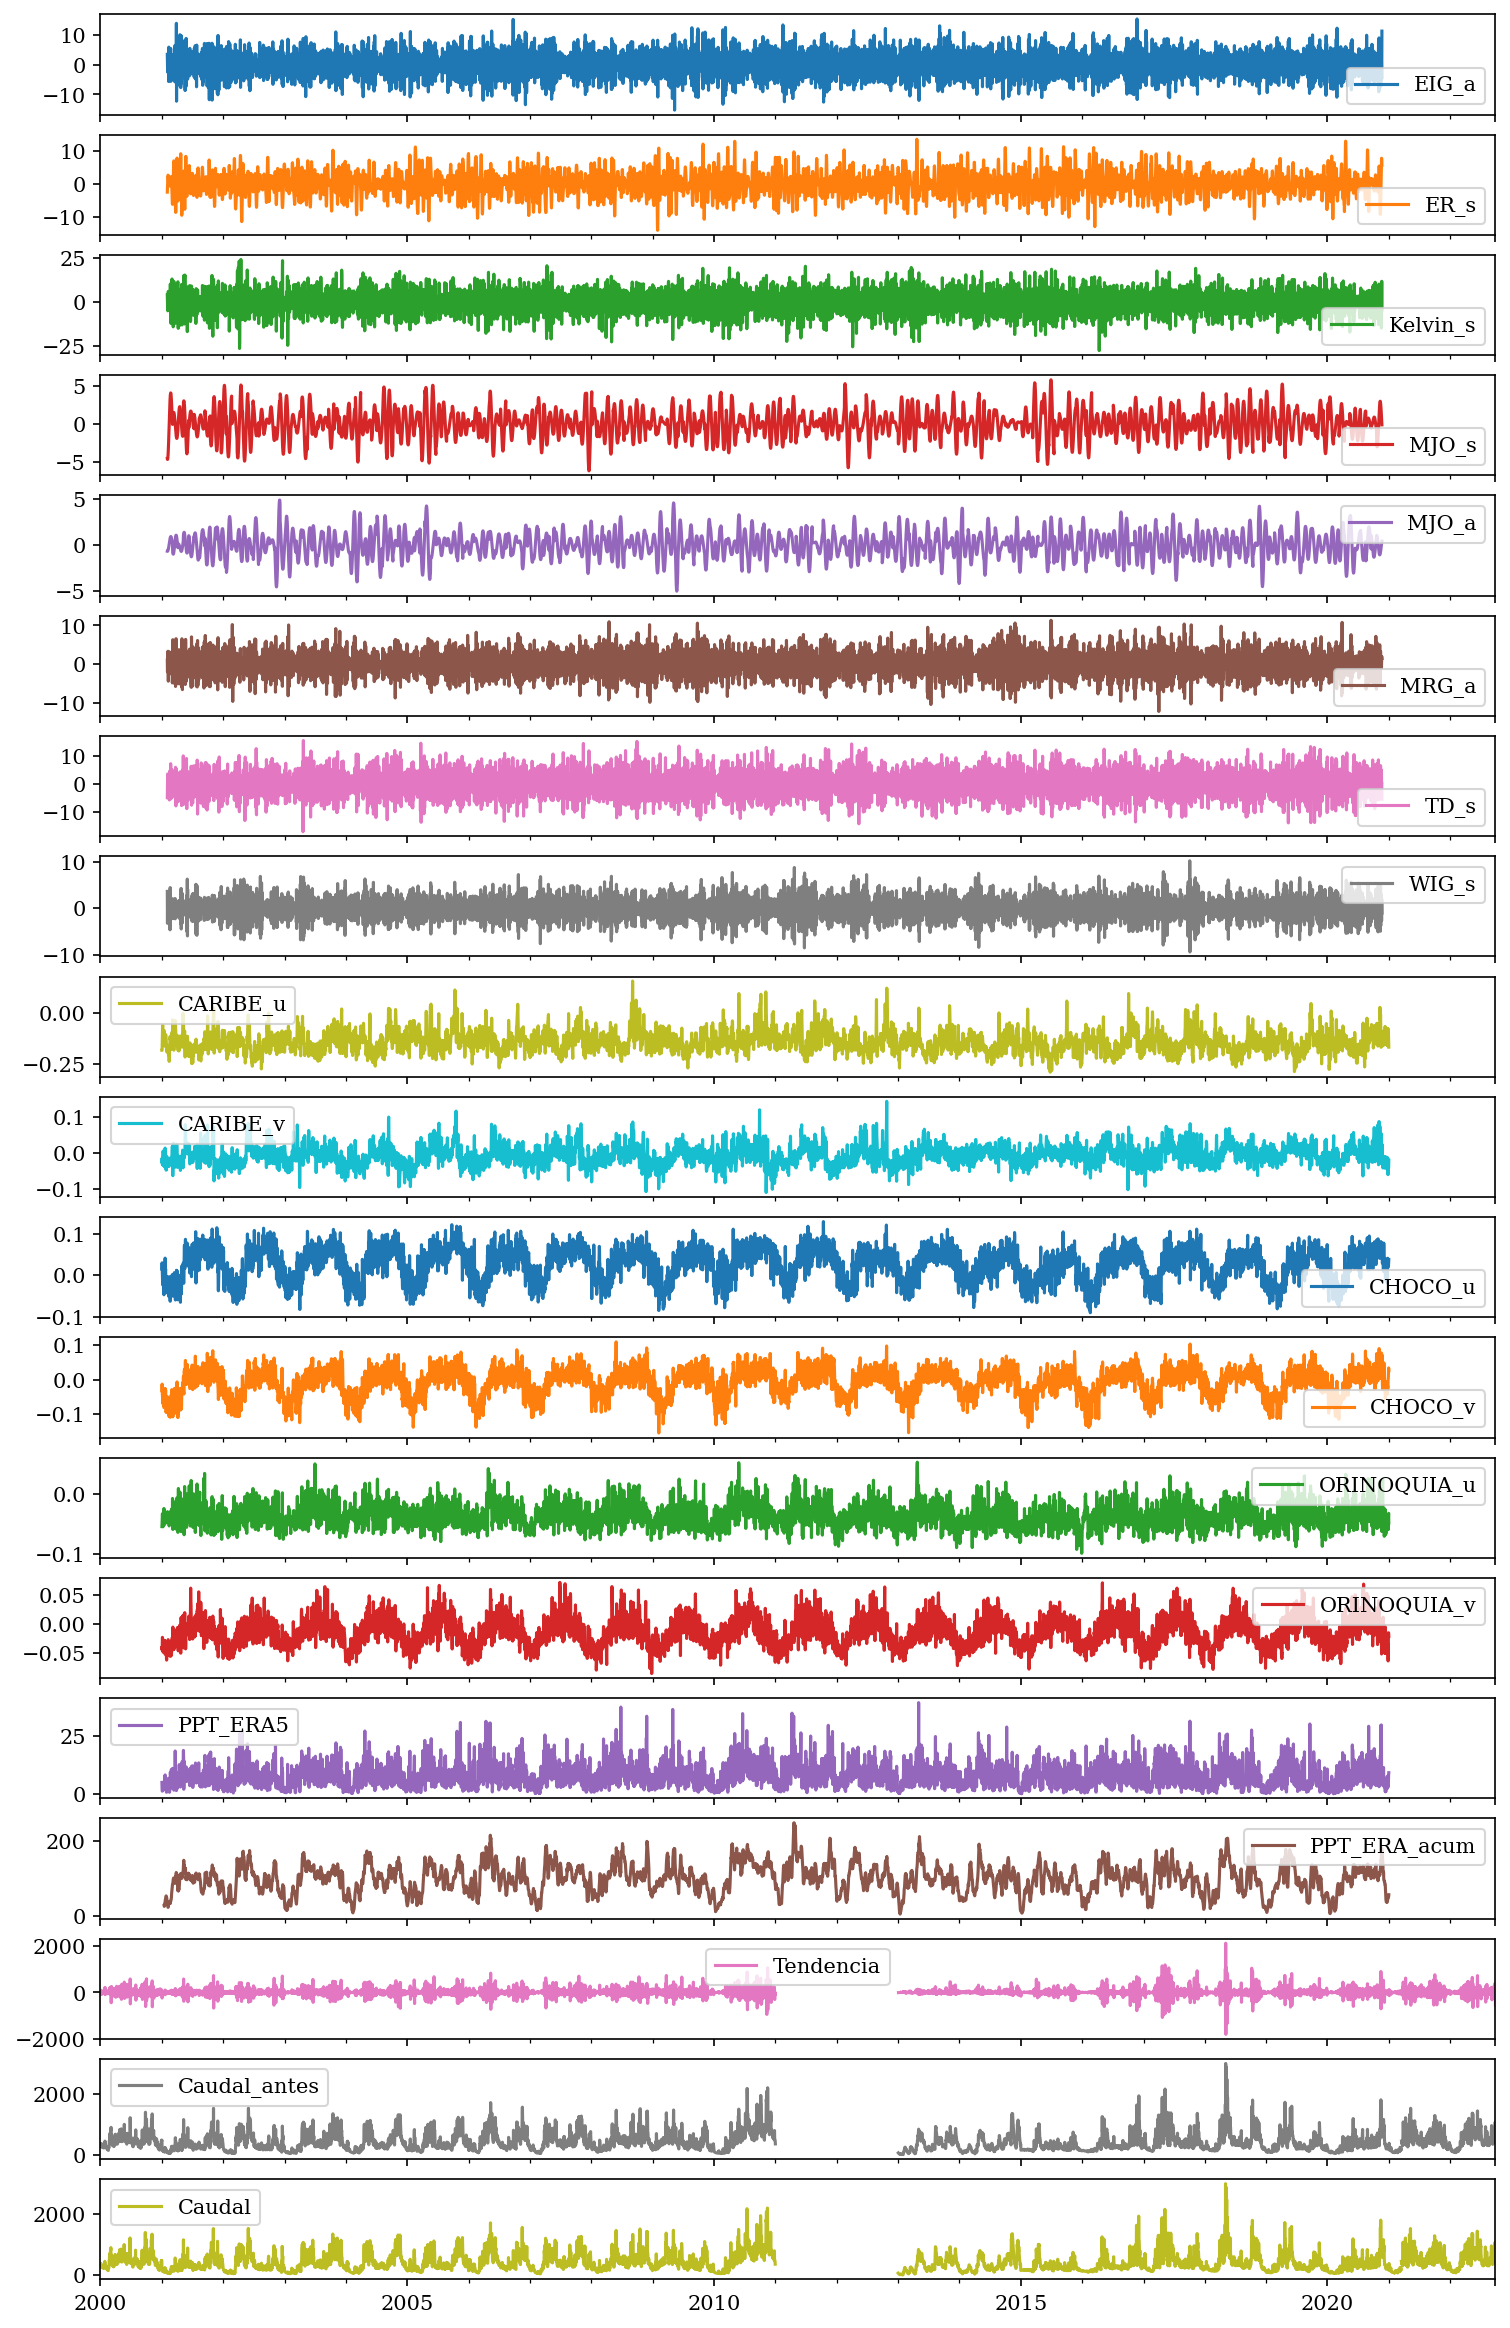 10
0
−10
EIG_a
10
0
−10
ER_s
25
0
−25
Kelvin_s
5
0
−5
MJO_s
5
0
−5
MJO_a
10
0
−10
MRG_a
10
0
−10
TD_s
10
0
−10
WIG_s
0.00
−0.25
CARIBE_u
0.1
0.0
−0.1
CARIBE_v
0.1
0.0
−0.1
CHOCO_u
0.1
0.0
−0.1
CHOCO_v
0.0
−0.1
ORINOQUIA_u
0.05
0.00
−0.05
ORINOQUIA_v
25
0
PPT_ERA5
200
0
PPT_ERA_acum
2000
0
−2000
Tendencia
2000
0
Caudal_antes
2000
0
Caudal
2000 2005 2010 2015 2020